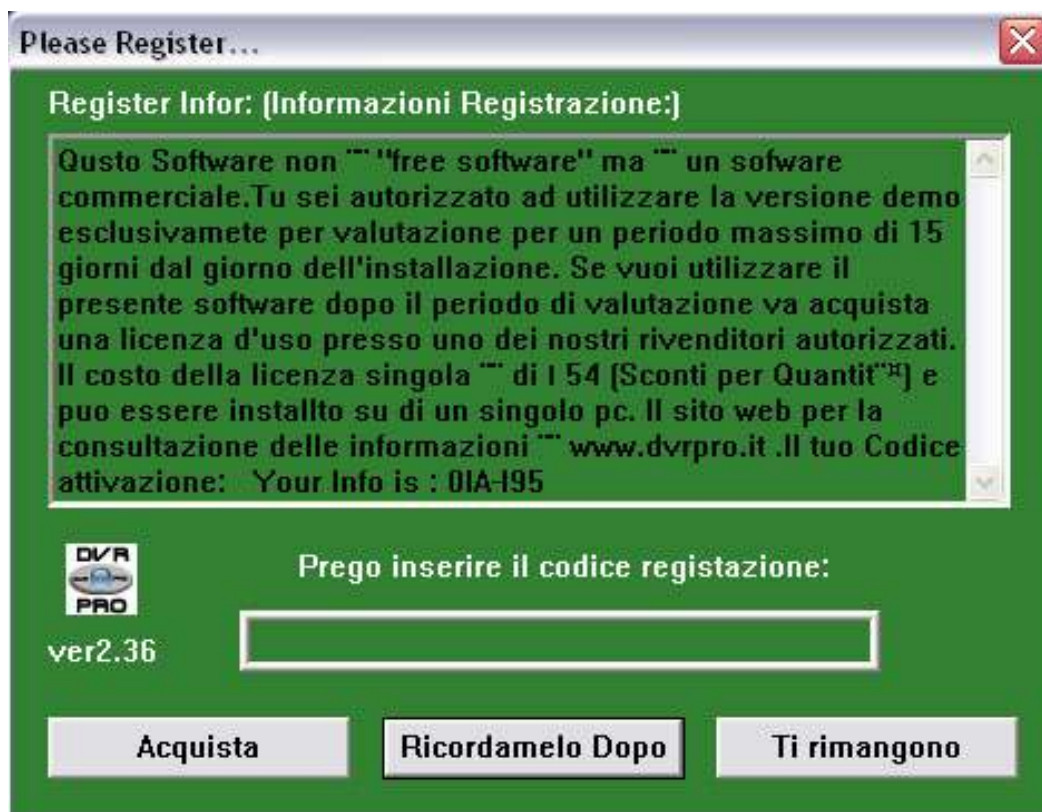 Please Register...
Register Infor: (Informazioni Registrazione:)
Qusto Software non ¨¨ "free software" ma ¨¨ un sofware
commerciale.Tu sei autorizzato ad utilizzare la versione demo
esclusivamete per valutazione per un periodo massimo di 15
giorni dal giorno dell'installazione. Se vuoi utilizzare il
presente software dopo il periodo di valutazione va acquista
una licenza d'uso presso uno dei nostri rivenditori autorizzati.
Il costo della licenza singola ¨¨ di I 54 (Sconti per Quantit¨¤) e
puo essere installto su di un singolo pc. Il sito web per la
consultazione delle informazioni ¨¨ www.dvrpro.it .Il tuo Codice
attivazione: Your Info is : 0IA-I95
DVR
PRO
Prego inserire il codice registazione:
ver2.36
Acquista
Ricordamelo Dopo
Ti rimangono